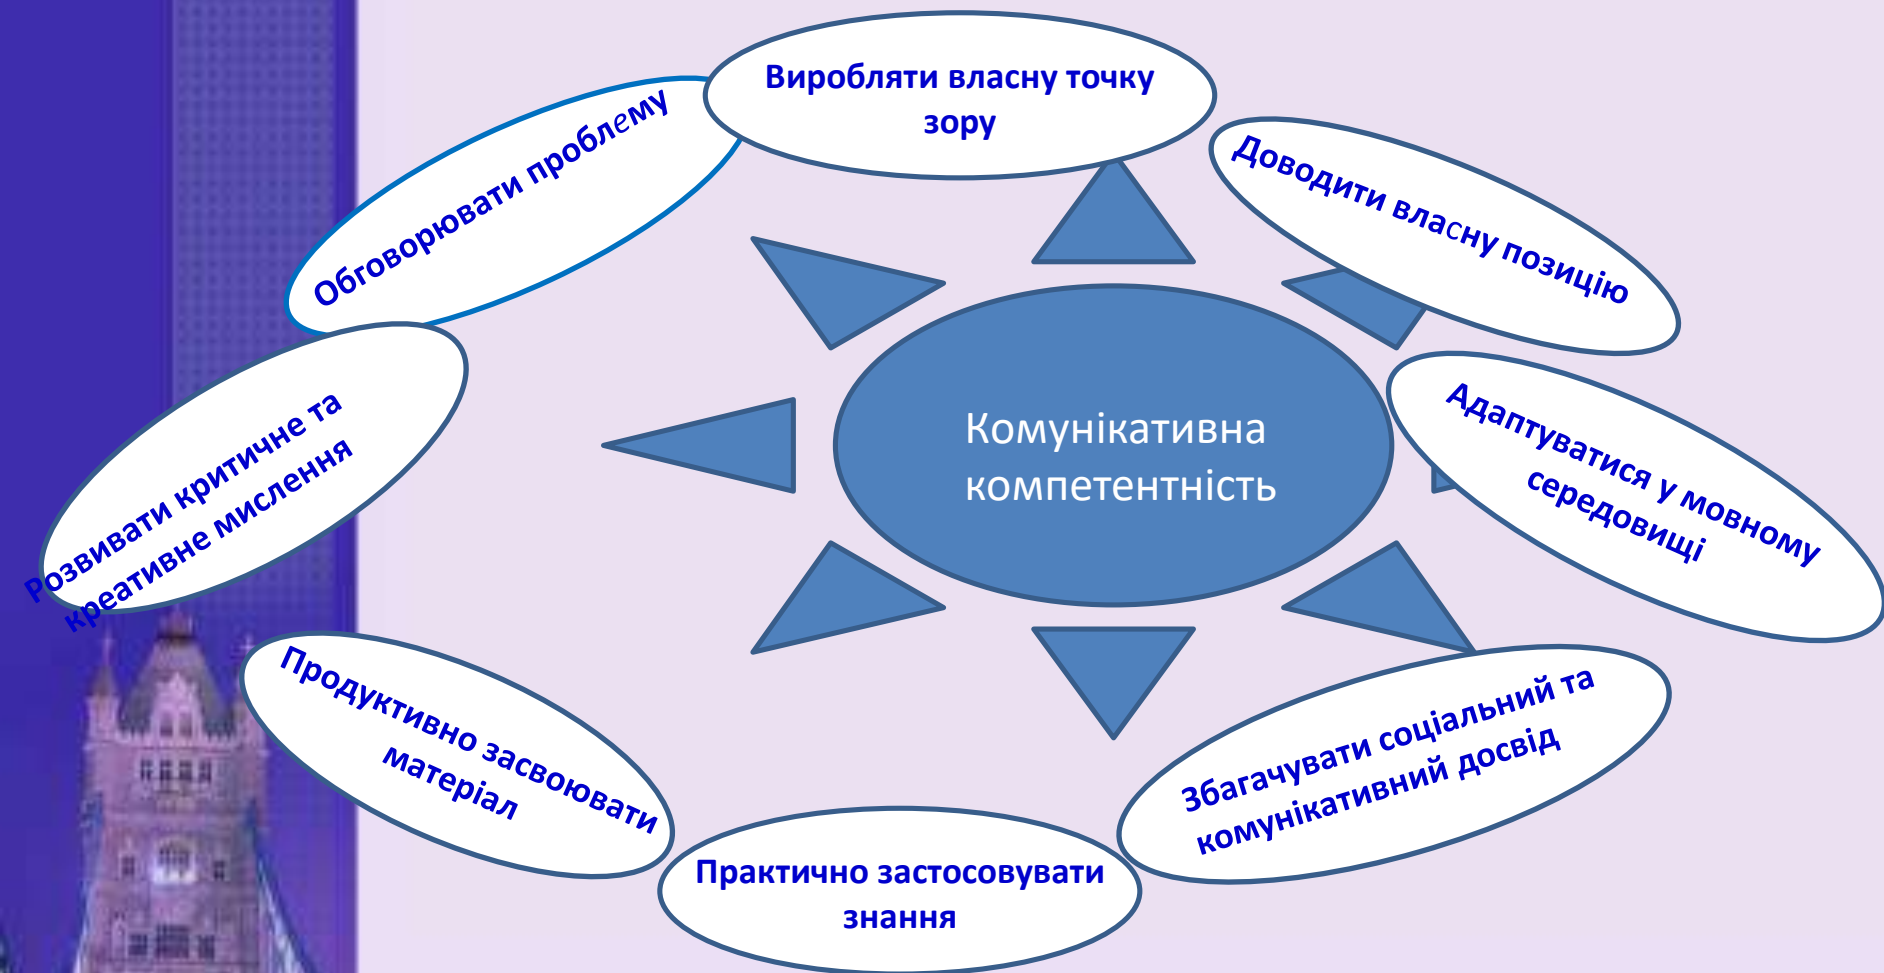 Виробляти власну точку
зору
Обговорювати проблему
Доводити власну позицію
Розвивати критичне та
креативне мислення
Комунікативна
компетентність
Адаптуватися у мовному
середовищі
Продуктивно засвоювати
матеріал
Збагачувати соціальний та
комунікативний досвід
Практично застосовувати
знання